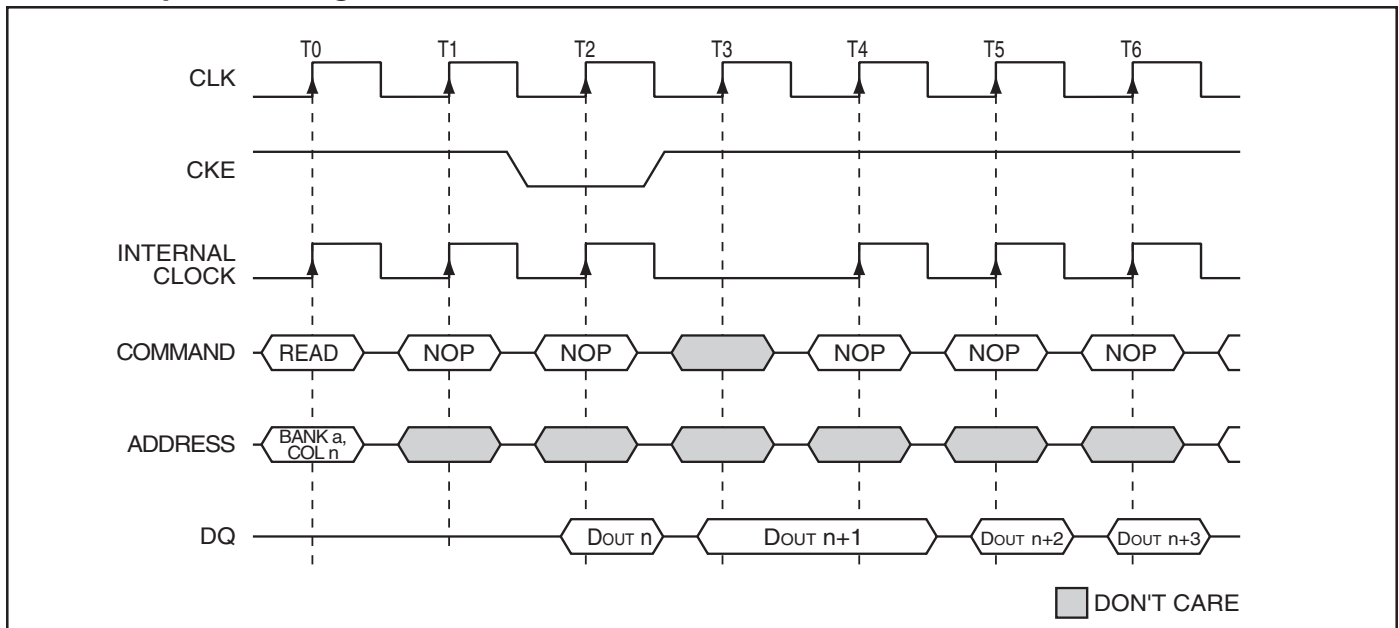 T0 T1 T2 T3 T4 T5 T6
CLK
CKE
INTERNAL
CLOCK
COMMAND READ NOP NOP NOP NOP NOP
ADDRESS BANK a,
COL n
DQ DOUT n DOUT n+1 DOUT n+2 DOUT n+3
DON'T CARE